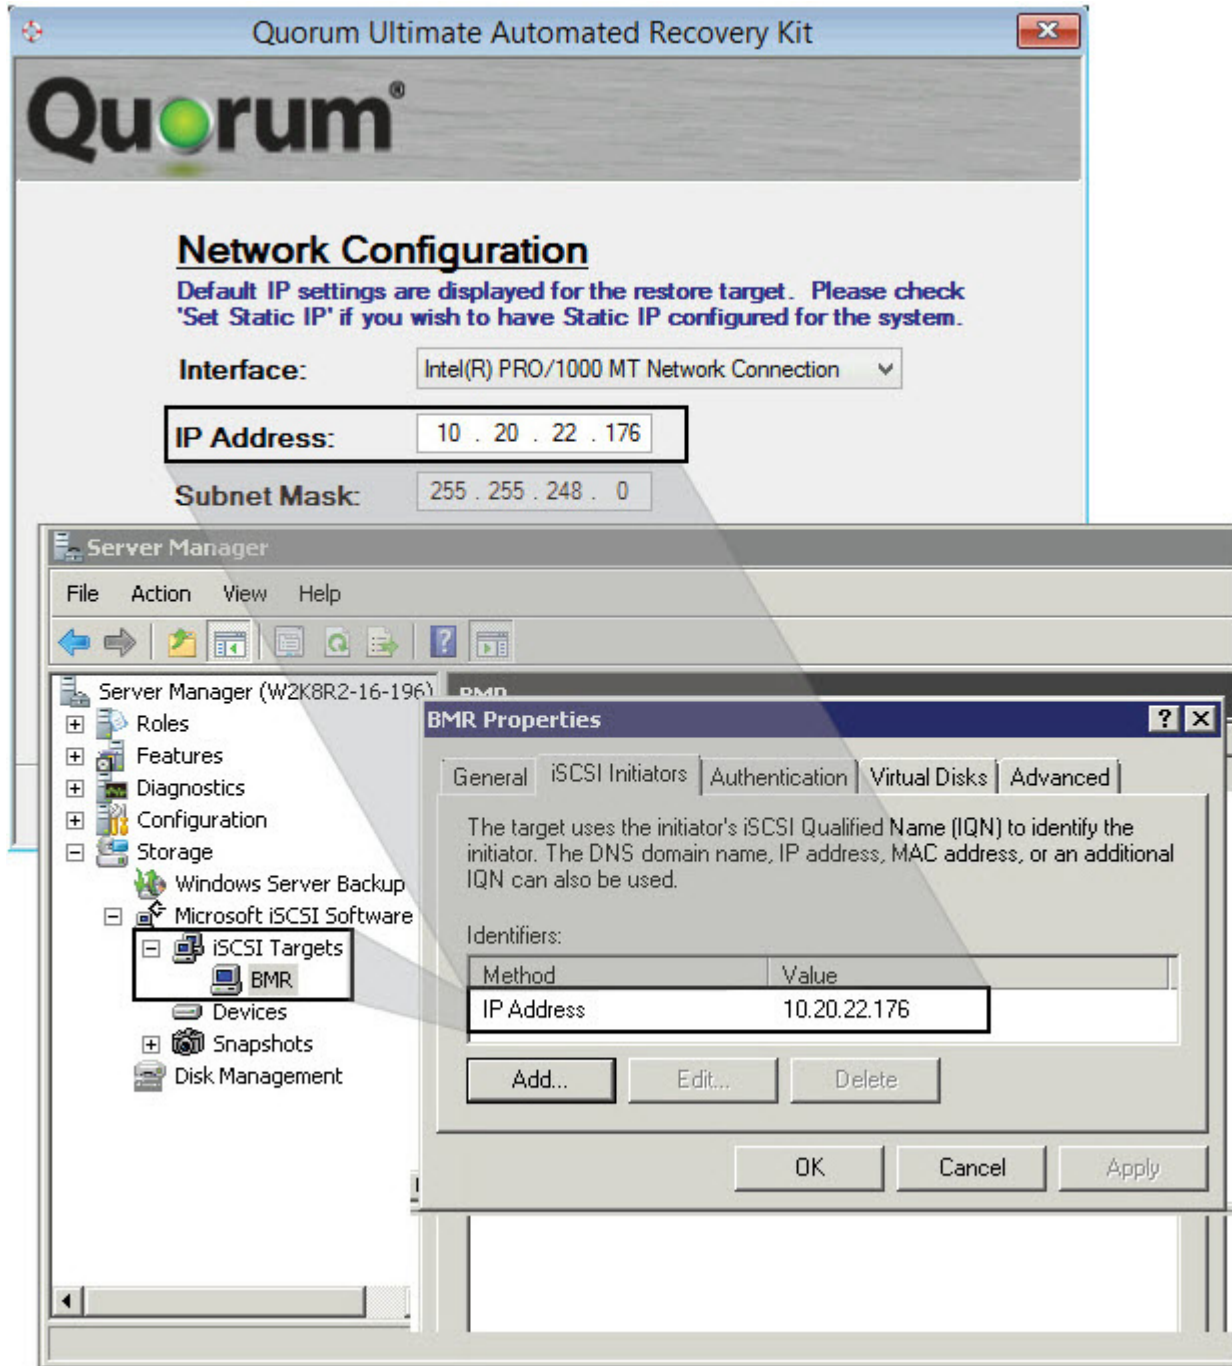 Quorum Ultimate Automated Recovery Kit
Quorum®
Network Configuration
Default IP settings are displayed for the restore target. Please check
'Set Static IP' if you wish to have Static IP configured for the system.
Interface: Intel(R) PRO/1000 MT Network Connection
IP Address: 10 . 20 . 22 . 176
Subnet Mask: 255 . 255 . 248 . 0
Server Manager
File Action View Help
Server Manager (W2K8R2-16-196)
BMR
Roles
Features
Diagnostics
Configuration
Storage
Windows Server Backup
Microsoft iSCSI Software
iSCSI Targets
BMR
Devices
Snapshots
Disk Management
BMR Properties
General iSCSI Initiators Authentication Virtual Disks Advanced
The target uses the initiator's iSCSI Qualified Name (IQN) to identify the
initiator. The DNS domain name, IP address, MAC address, or an additional
IQN can also be used.
Identifiers:
Method Value
IP Address 10.20.22.176
Add... Edit... Delete
OK Cancel Apply